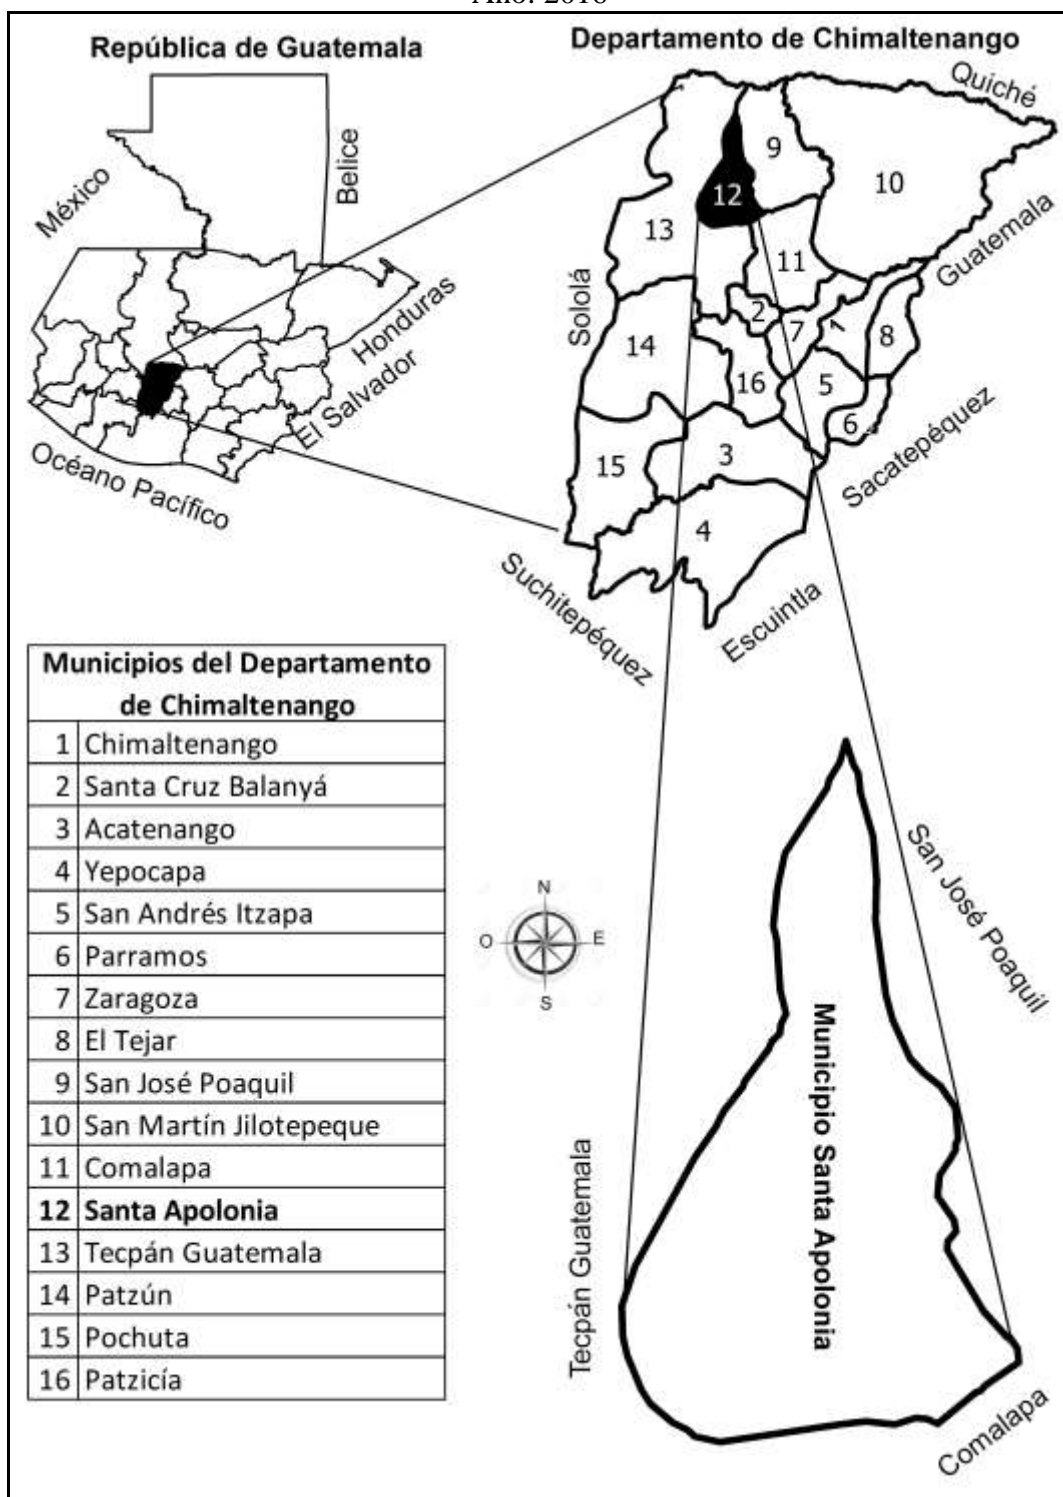 República de Guatemala
México
Belice
Honduras
El Salvador
Océano Pacífico
Departamento de Chimaltenango
Quiché
Guatemala
Sololá
Sacatepéquez
Escuintla
Suchitepéquez
9
12
10
13
11
2
7
1
8
14
16
5
6
15
3
4
Municipios del Departamento
de Chimaltenango
1 Chimaltenango
2 Santa Cruz Balanyá
3 Acatenango
4 Yepocapa
5 San Andrés Itzapa
6 Parramos
7 Zaragoza
8 El Tejar
9 San José Poaquil
10 San Martín Jilotepeque
11 Comalapa
12 Santa Apolonia
13 Tecpán Guatemala
14 Patzún
15 Pochuta
16 Patzicía
N
O
E
S
San José Poaquil
Municipio Santa Apolonia
Tecpán Guatemala
Comalapa